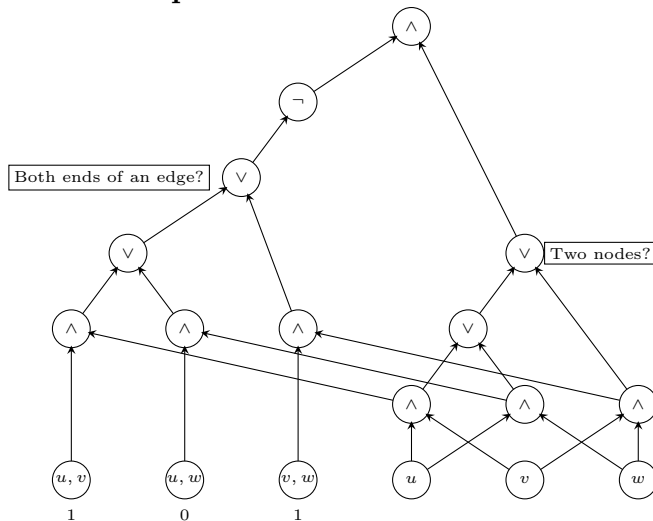 ∧
¬
Both ends of an edge? ∨
∨ ∨ Two nodes?
∧ ∧ ∧ ∨
∧ ∧ ∧
u, v u, w v, w u v w
1 0 1